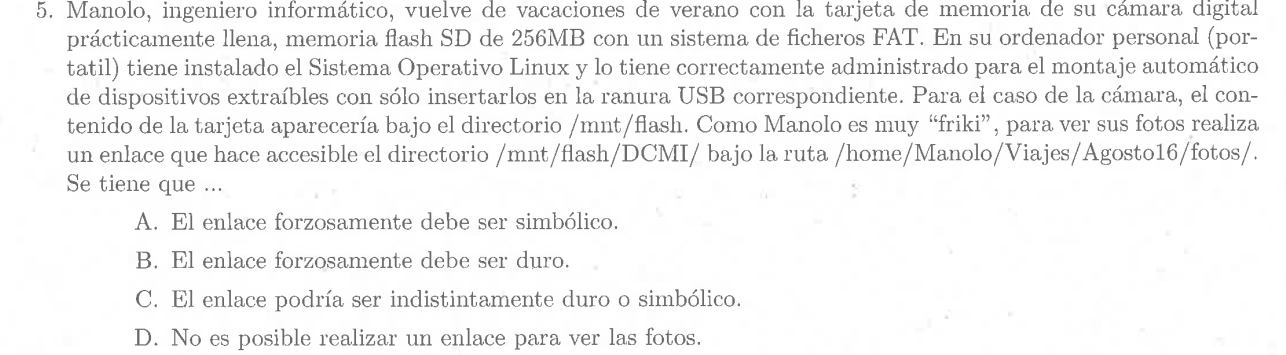 5. Manolo, ingeniero informático, vuelve de vacaciones de verano con la tarjeta de memoria de su cámara digital
prácticamente llena, memoria flash SD de 256MB con un sistema de ficheros FAT. En su ordenador personal (por-
tatil) tiene instalado el Sistema Operativo Linux y lo tiene correctamente administrado para el montaje automático
de dispositivos extraíbles con sólo insertarlos en la ranura USB correspondiente. Para el caso de la cámara, el con-
tenido de la tarjeta aparecería bajo el directorio /mnt/flash. Como Manolo es muy “friki”, para ver sus fotos realiza
un enlace que hace accesible el directorio /mnt/flash/DCMI/ bajo la ruta /home/Manolo/Viajes/Agosto16/fotos/.
Se tiene que ...
A. El enlace forzosamente debe ser simbólico.
B. El enlace forzosamente debe ser duro.
C. El enlace podría ser indistintamente duro o simbólico.
D. No es posible realizar un enlace para ver las fotos.